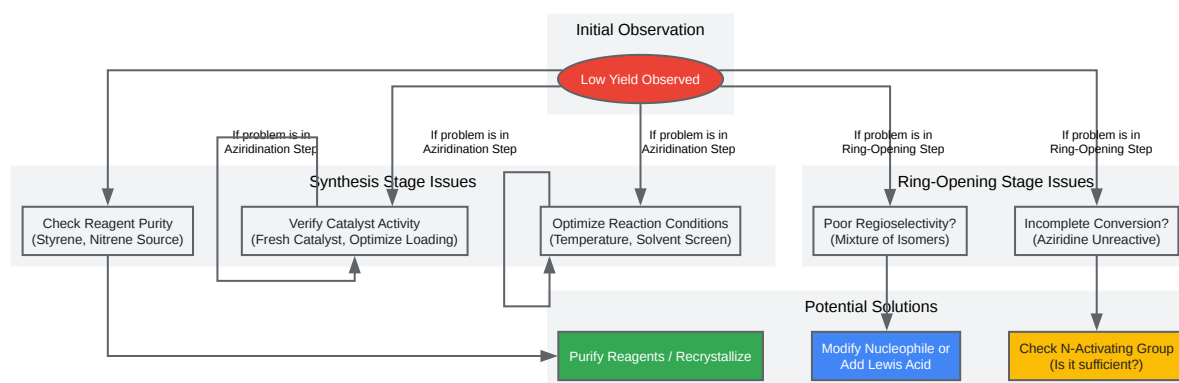 Initial Observation
Low Yield Observed
If problem is in
Aziridination Step
If problem is in
Aziridination Step
If problem is in
Aziridination Step
If problem is in
Ring-Opening Step
If problem is in
Ring-Opening Step
Synthesis Stage Issues
Ring-Opening Stage Issues
Check Reagent Purity
(Styrene, Nitrene Source)
Verify Catalyst Activity
(Fresh Catalyst, Optimize Loading)
Optimize Reaction Conditions
(Temperature, Solvent Screen)
Poor Regioselectivity?
(Mixture of Isomers)
Incomplete Conversion?
(Aziridine Unreactive)
Potential Solutions
Purify Reagents / Recrystallize
Modify Nucleophile or
Add Lewis Acid
Check N-Activating Group
(Is it sufficient?)